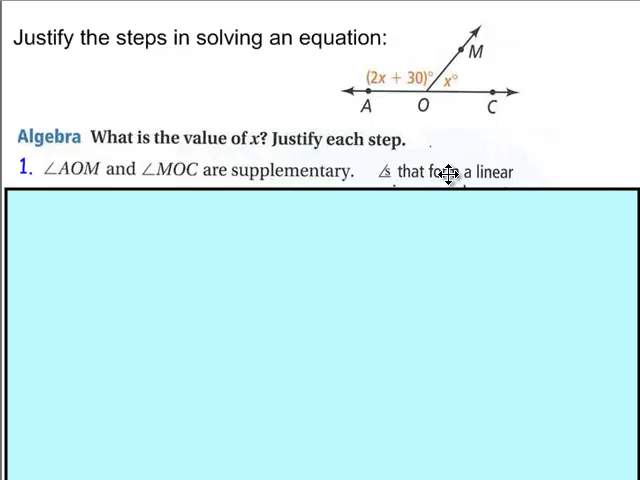 Justify the steps in solving an equation:
M
(2x + 30)° x°
A O C
Algebra What is the value of x? Justify each step.
1. ∠AOM and ∠MOC are supplementary. ∠s that form a linear